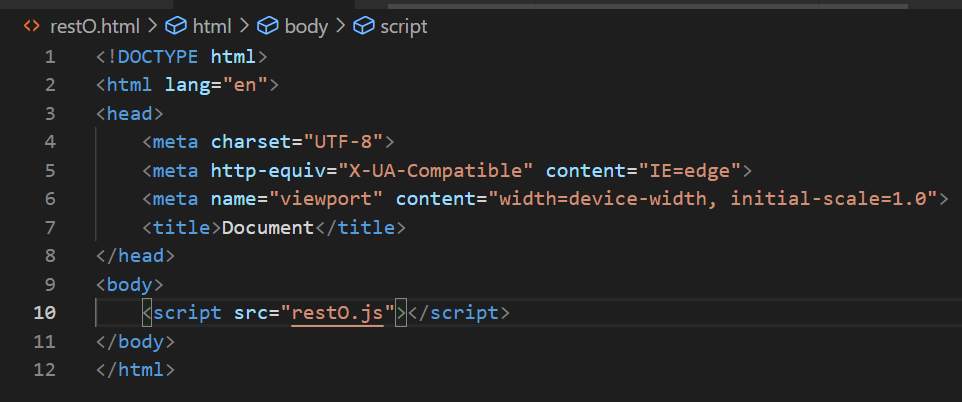 restO.html > html > body > script
1 <!DOCTYPE html>
2 <html lang="en">
3 <head>
4     <meta charset="UTF-8">
5     <meta http-equiv="X-UA-Compatible" content="IE=edge">
6     <meta name="viewport" content="width=device-width, initial-scale=1.0">
7     <title>Document</title>
8 </head>
9 <body>
10     <script src="restO.js"></script>
11 </body>
12 </html>